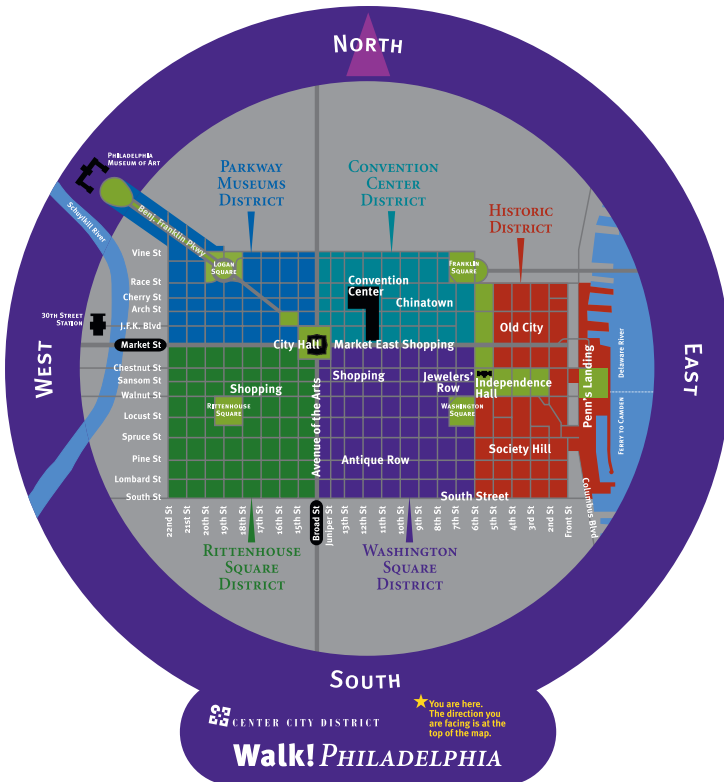 NORTH
PHILADELPHIA
MUSEUM OF ART
Schuylkill River
Benj. Franklin Pkwy
PARKWAY
MUSEUMS
DISTRICT
CONVENTION
CENTER
DISTRICT
HISTORIC
DISTRICT
Vine St
Race St
Cherry St
Arch St
J.F.K. Blvd
Market St
Chestnut St
Sansom St
Walnut St
Locust St
Spruce St
Pine St
Lombard St
South St
LOGAN
SQUARE
FRANKLIN
SQUARE
Convention
Center
Chinatown
Old City
30TH STREET
STATION
City Hall
Market East Shopping
WEST
EAST
Shopping
Shopping
Jewelers'
Row
Independence
Hall
RITTENHOUSE
SQUARE
WASHINGTON
SQUARE
Avenue of the Arts
Penn's Landing
Delaware River
FERRY TO CAMDEN
Society Hill
Antique Row
South Street
Columbus Blvd
22nd St
21st St
20th St
19th St
18th St
17th St
16th St
15th St
Broad St
Juniper St
13th St
12th St
11th St
10th St
9th St
8th St
7th St
6th St
5th St
4th St
3rd St
2nd St
Front St
RITTENHOUSE
SQUARE
DISTRICT
WASHINGTON
SQUARE
DISTRICT
SOUTH
CENTER CITY DISTRICT
You are here.
The direction you
are facing is at the
top of the map.
Walk! PHILADELPHIA